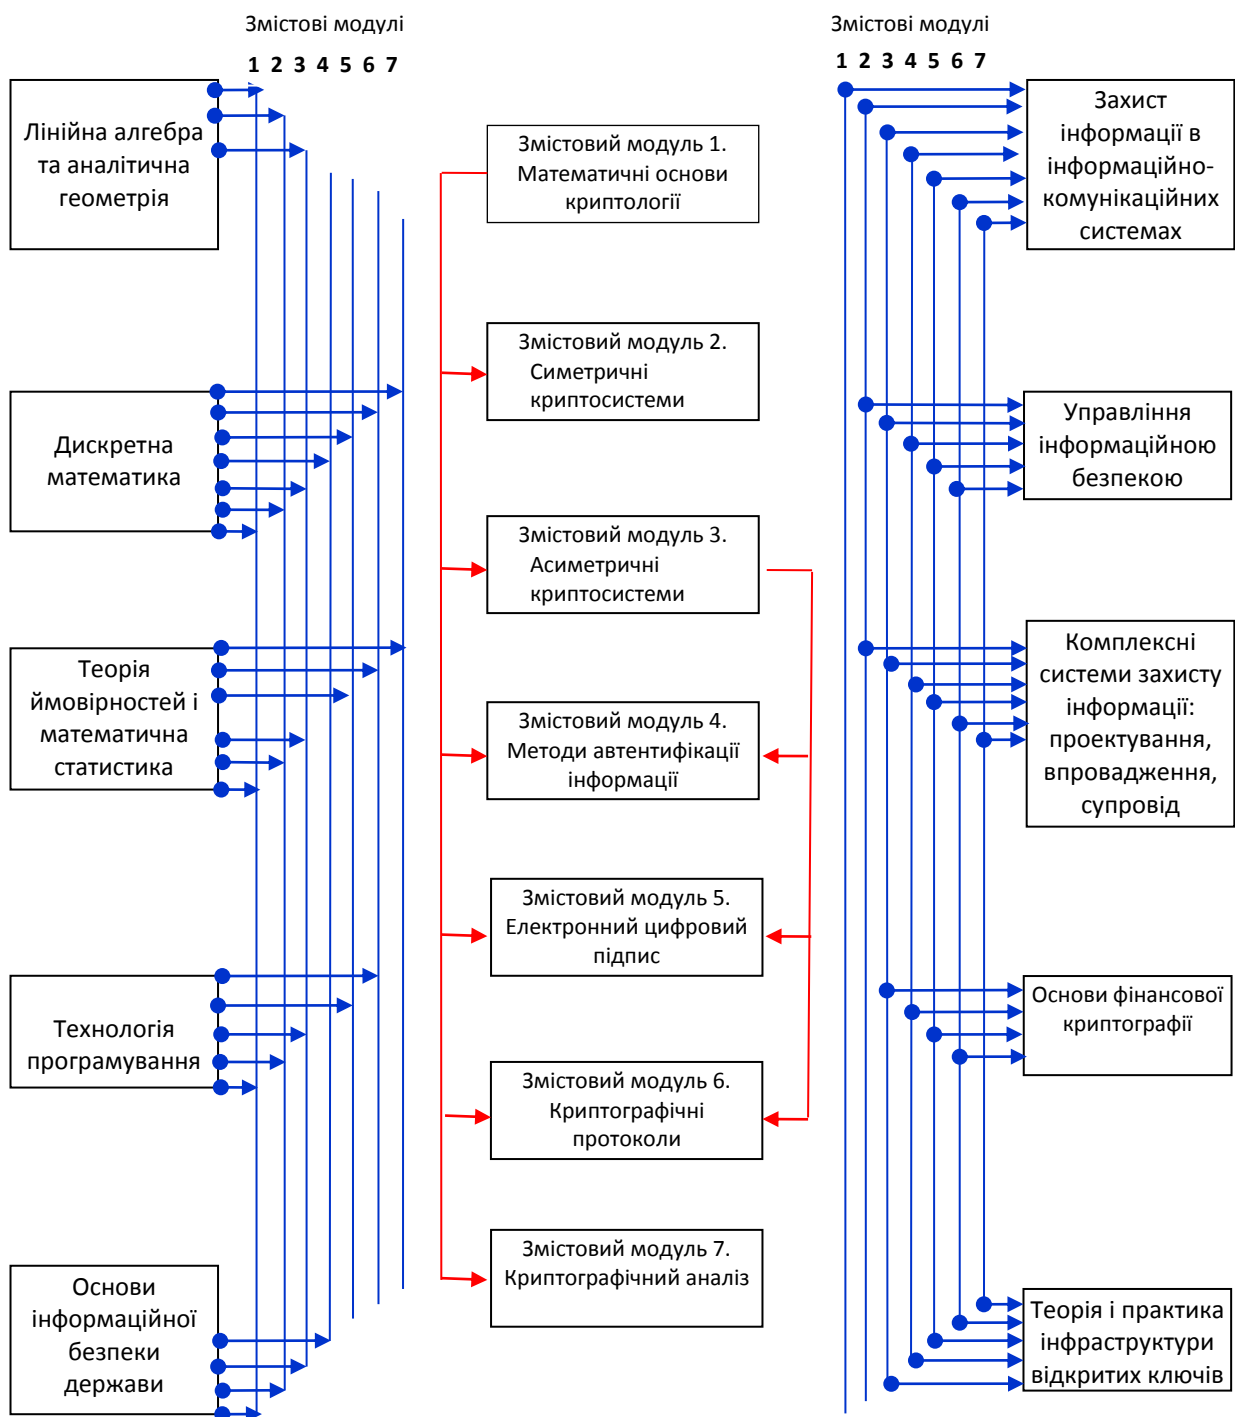 Змістові модулі
1 2 3 4 5 6 7
Лінійна алгебра
та аналітична
геометрія
Дискретна
математика
Теорія
ймовірностей і
математична
статистика
Технологія
програмування
Основи
інформаційної
безпеки
держави
Змістовий модуль 1.
Математичні основи
криптології
Змістовий модуль 2.
Симетричні
криптосистеми
Змістовий модуль 3.
Асиметричні
криптосистеми
Змістовий модуль 4.
Методи автентифікації
інформації
Змістовий модуль 5.
Електронний цифровий
підпис
Змістовий модуль 6.
Криптографічні
протоколи
Змістовий модуль 7.
Криптографічний аналіз
Змістові модулі
1 2 3 4 5 6 7
Захист
інформації в
інформаційно-
комунікаційних
системах
Управління
інформаційною
безпекою
Комплексні
системи захисту
інформації:
проектування,
впровадження,
супровід
Основи фінансової
криптографії
Теорія і практика
інфраструктури
відкритих ключів